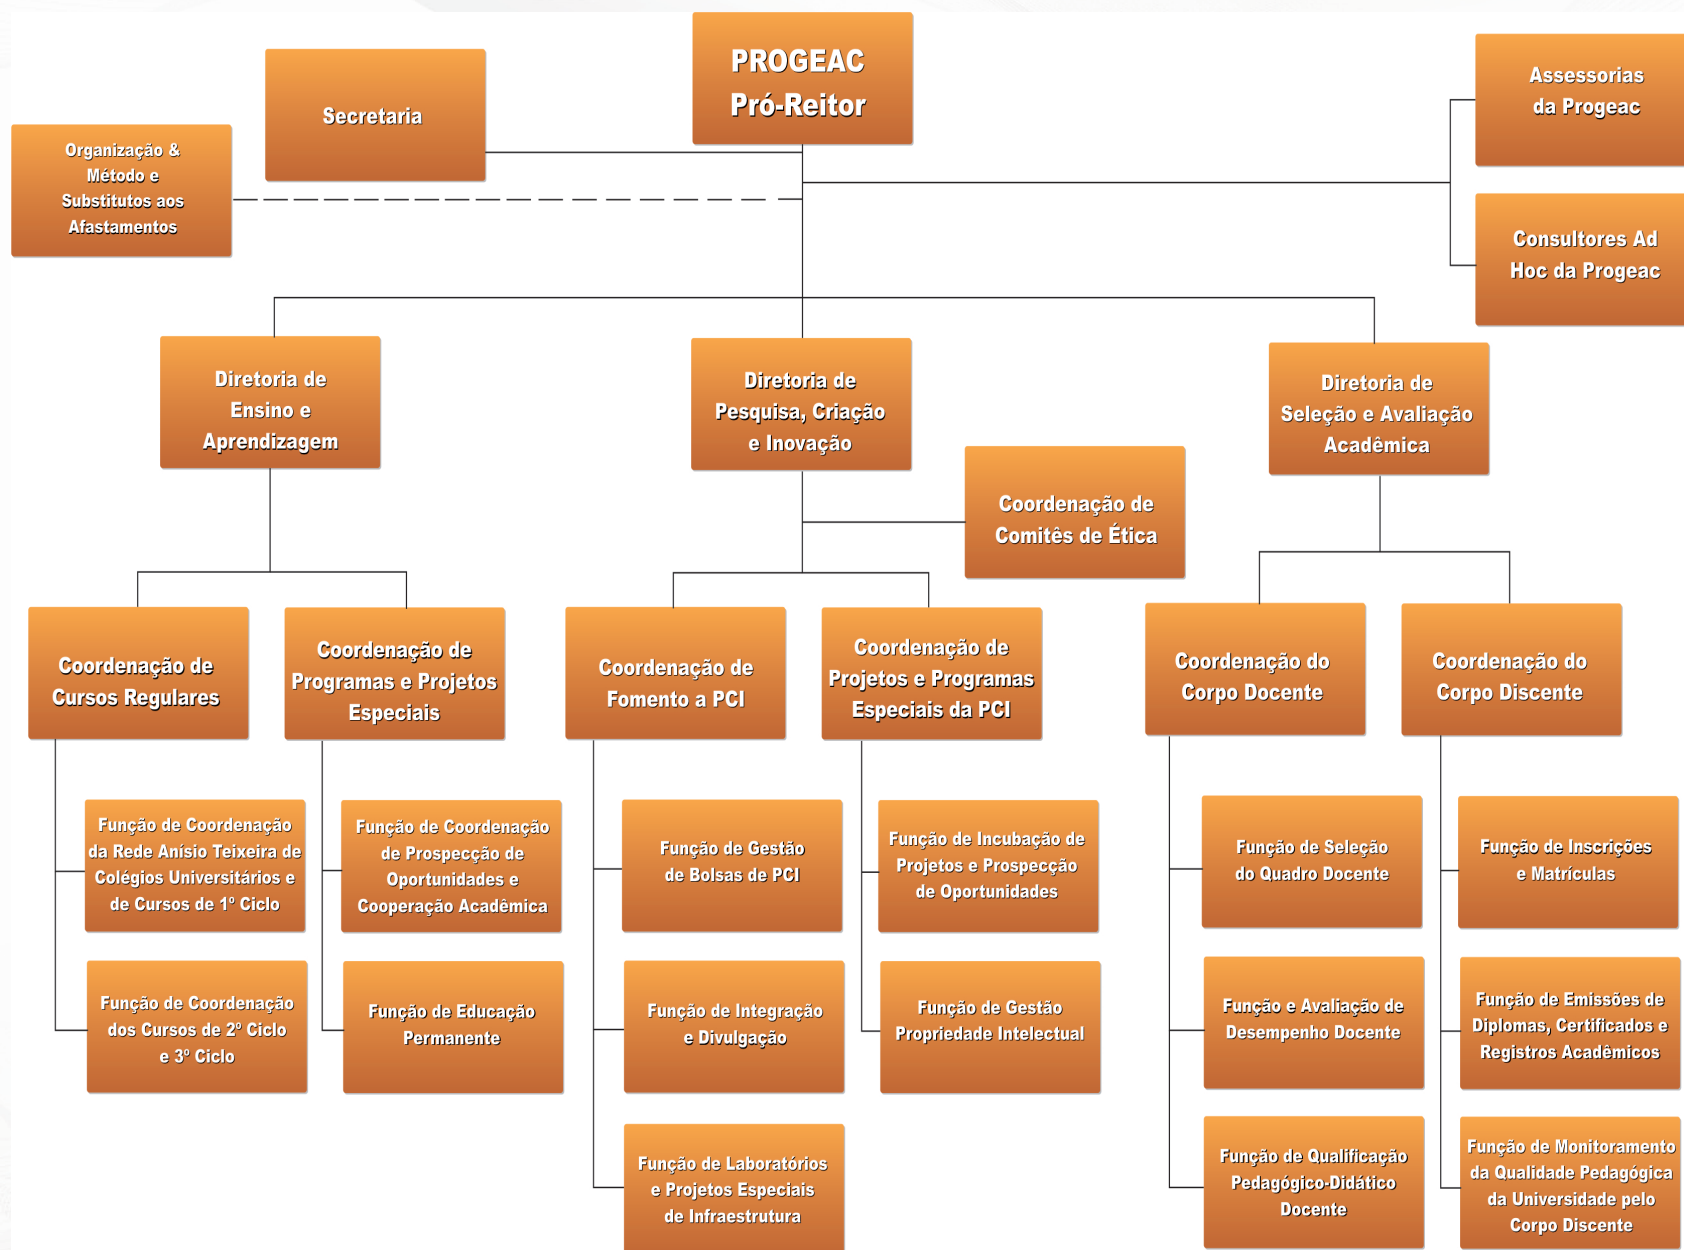 PROGEAC
Pró-Reitor
Secretaria
Assessorias
da Progeac
Organização &
Método e
Substitutos aos
Afastamentos
Consultores Ad
Hoc da Progeac
Diretoria de
Ensino e
Aprendizagem
Diretoria de
Pesquisa, Criação
e Inovação
Diretoria de
Seleção e Avaliação
Acadêmica
Coordenação de
Comitês de Ética
Coordenação de
Cursos Regulares
Coordenação de
Programas e Projetos
Especiais
Coordenação de
Fomento a PCI
Coordenação de
Projetos e Programas
Especiais da PCI
Coordenação do
Corpo Docente
Coordenação do
Corpo Discente
Função de Coordenação
da Rede Anísio Teixeira de
Colégios Universitários e
de Cursos de 1º Ciclo
Função de Coordenação
de Prospecção de
Oportunidades e
Cooperação Acadêmica
Função de Gestão
de Bolsas de PCI
Função de Incubação de
Projetos e Prospecção
de Oportunidades
Função de Seleção
do Quadro Docente
Função de Inscrições
e Matrículas
Função de Coordenação
dos Cursos de 2º Ciclo
e 3º Ciclo
Função de Educação
Permanente
Função de Integração
e Divulgação
Função de Gestão
Propriedade Intelectual
Função e Avaliação de
Desempenho Docente
Função de Emissões de
Diplomas, Certificados e
Registros Acadêmicos
Função de Laboratórios
e Projetos Especiais
de Infraestrutura
Função de Qualificação
Pedagógico-Didático
Docente
Função de Monitoramento
da Qualidade Pedagógica
da Universidade pelo
Corpo Discente